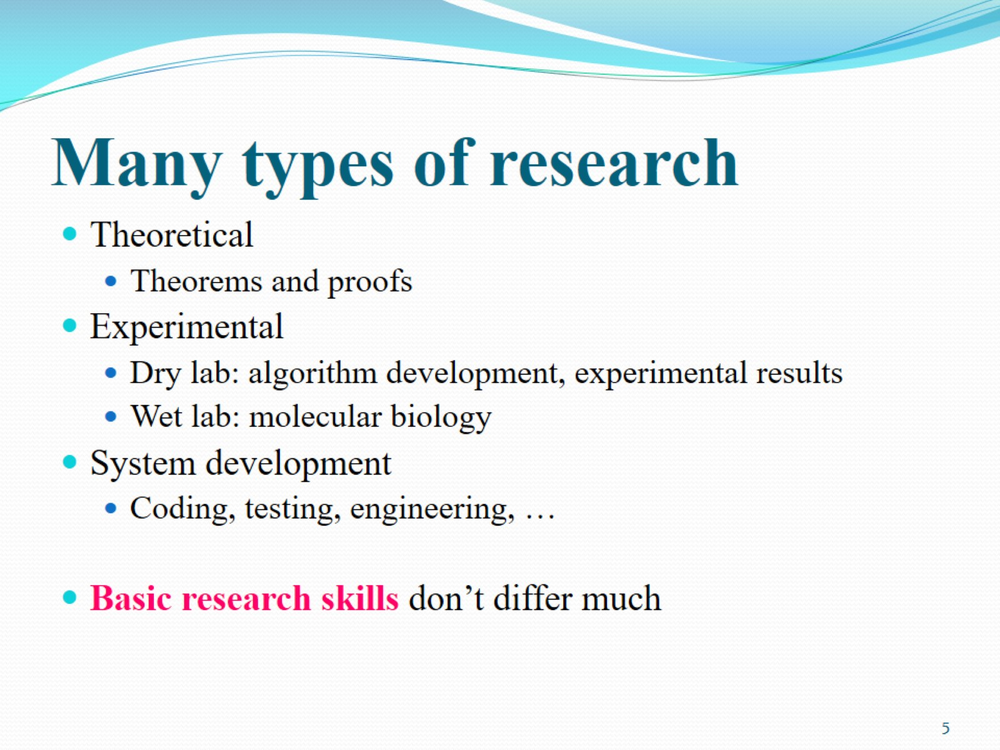 Many types of research
• Theoretical
• Theorems and proofs
• Experimental
• Dry lab: algorithm development, experimental results
• Wet lab: molecular biology
• System development
• Coding, testing, engineering, …
• Basic research skills don’t differ much
5